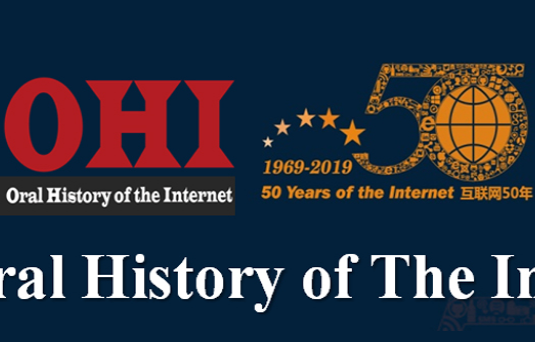 OHI
Oral History of the Internet
50
1969-2019
50 Years of the Internet 互联网50年
ral History of The In